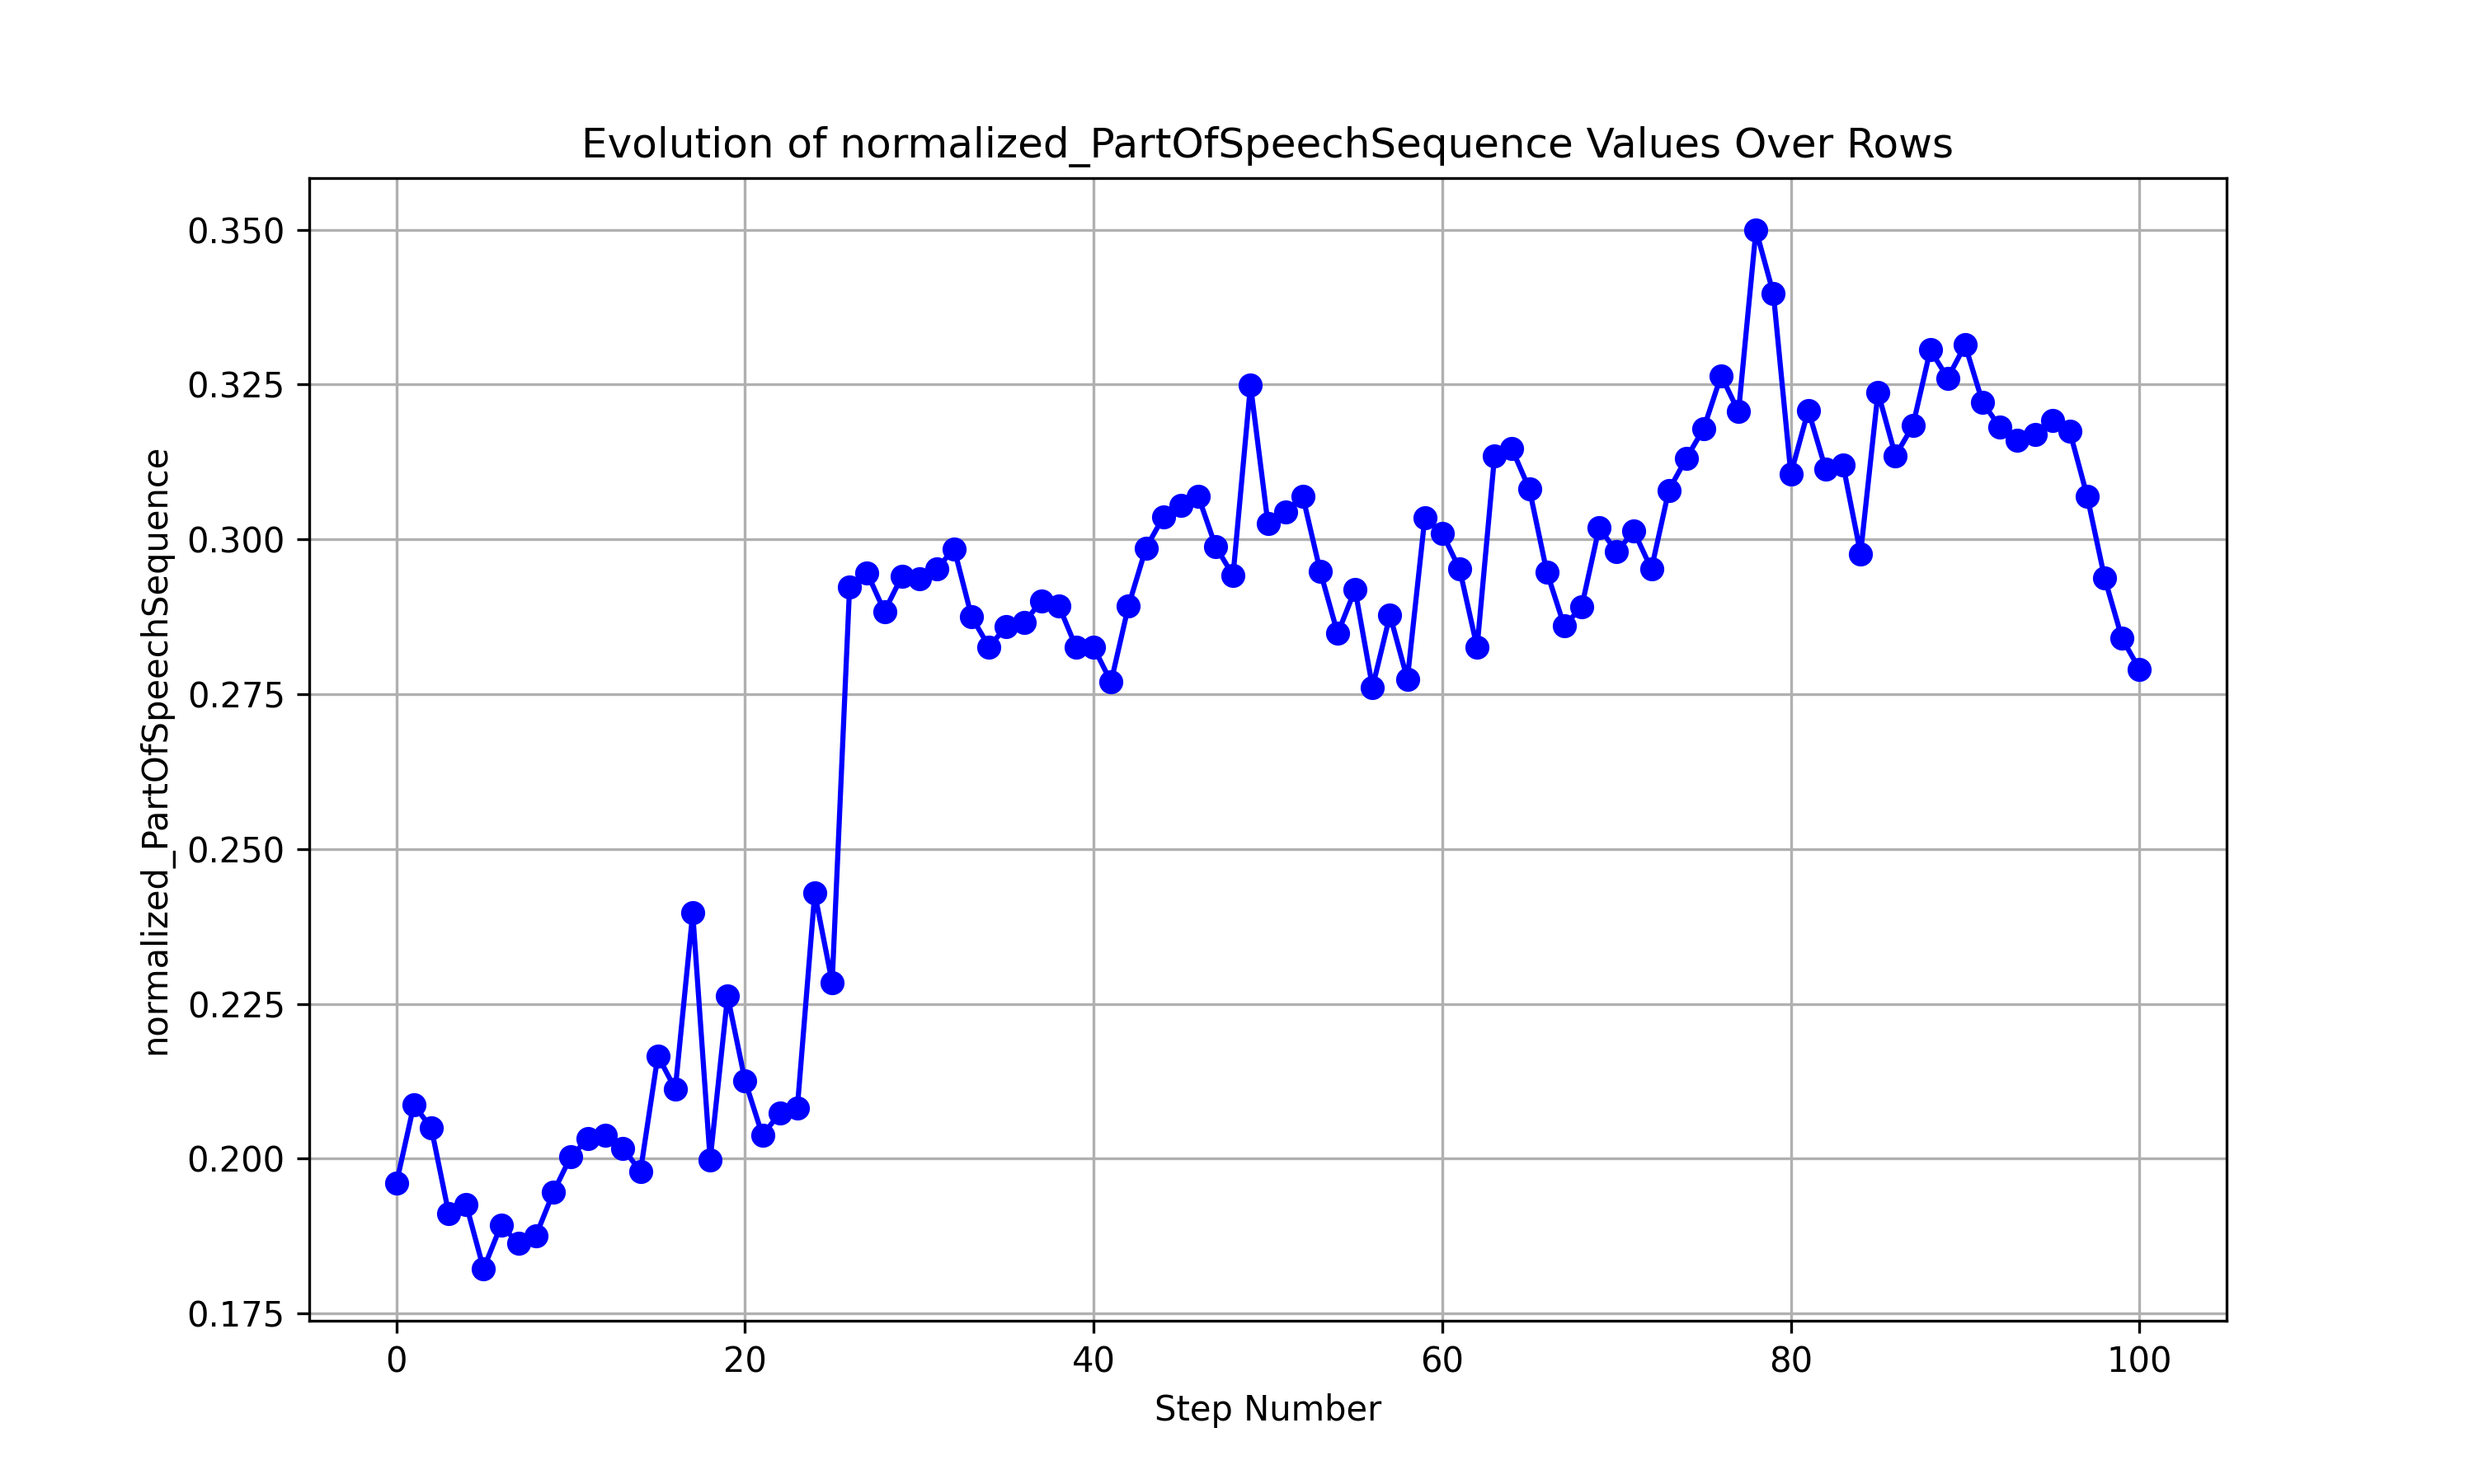 Evolution of normalized_PartOfSpeechSequence Values Over Rows
normalized_PartOfSpeechSequence
0.350
0.325
0.300
0.275
0.250
0.225
0.200
0.175
0 20 40 60 80 100
Step Number